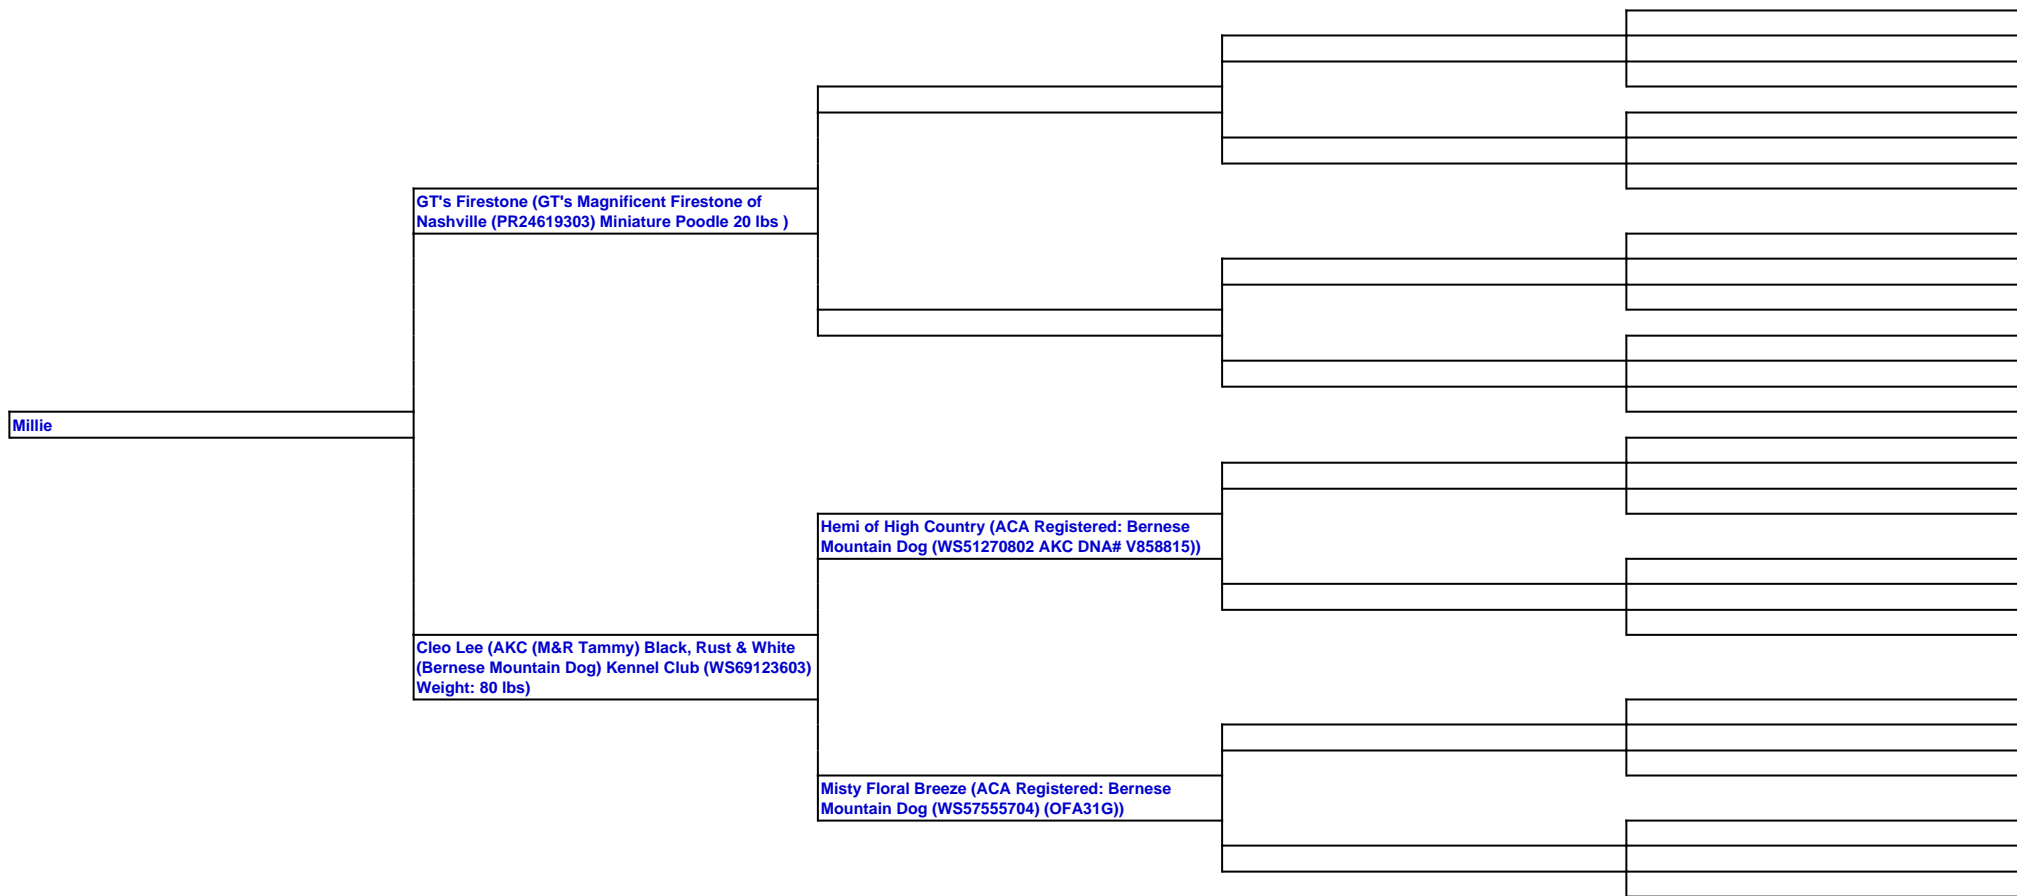 GT's Firestone (GT's Magnificent Firestone of
Nashville (PR24619303) Miniature Poodle 20 lbs )
Millie
Hemi of High Country (ACA Registered: Bernese
Mountain Dog (WS51270802 AKC DNA# V858815))
Cleo Lee (AKC (M&R Tammy) Black, Rust & White
(Bernese Mountain Dog) Kennel Club (WS69123603)
Weight: 80 lbs)
Misty Floral Breeze (ACA Registered: Bernese
Mountain Dog (WS57555704) (OFA31G))